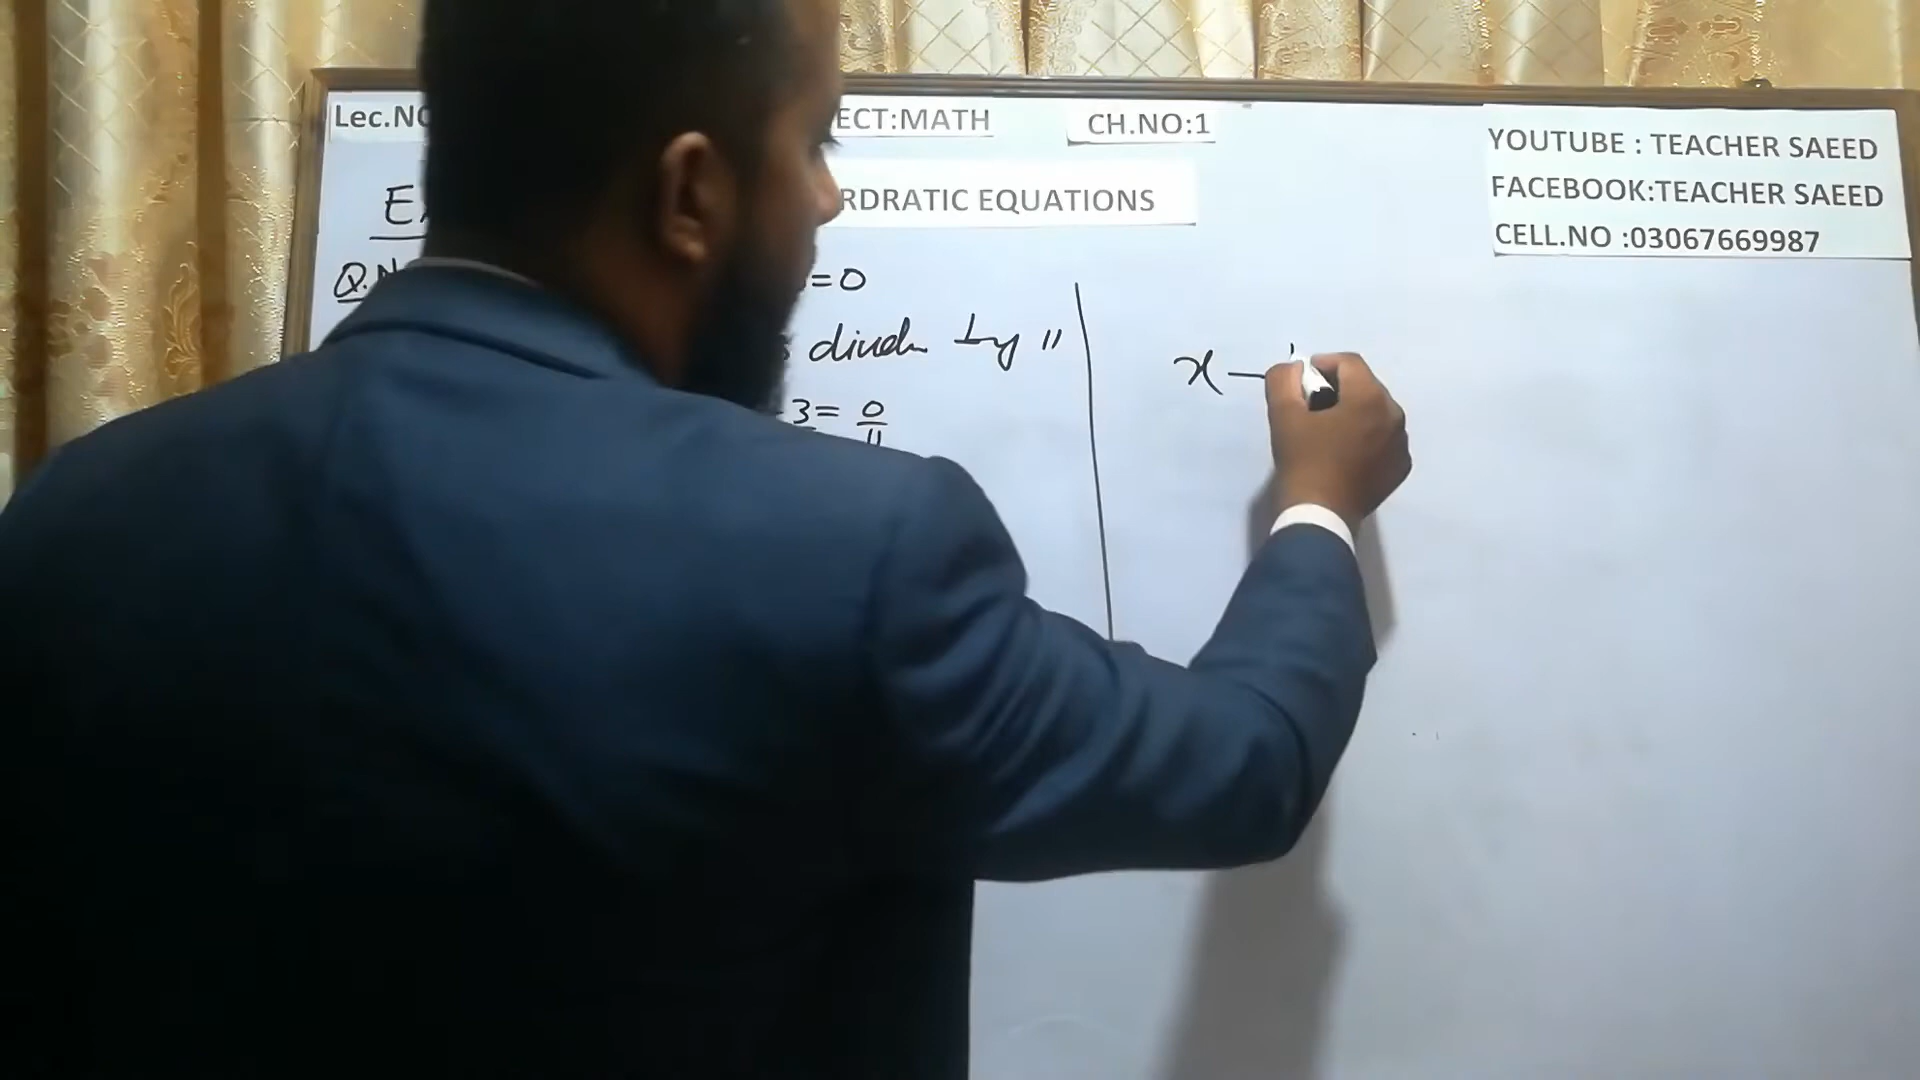 Lec.NO
ECT:MATH
CH.NO:1
RDRATIC EQUATIONS
YOUTUBE : TEACHER SAEED
FACEBOOK:TEACHER SAEED
CELL.NO :03067669987
Q.N
=0
by 11
3 = 0/11
x -